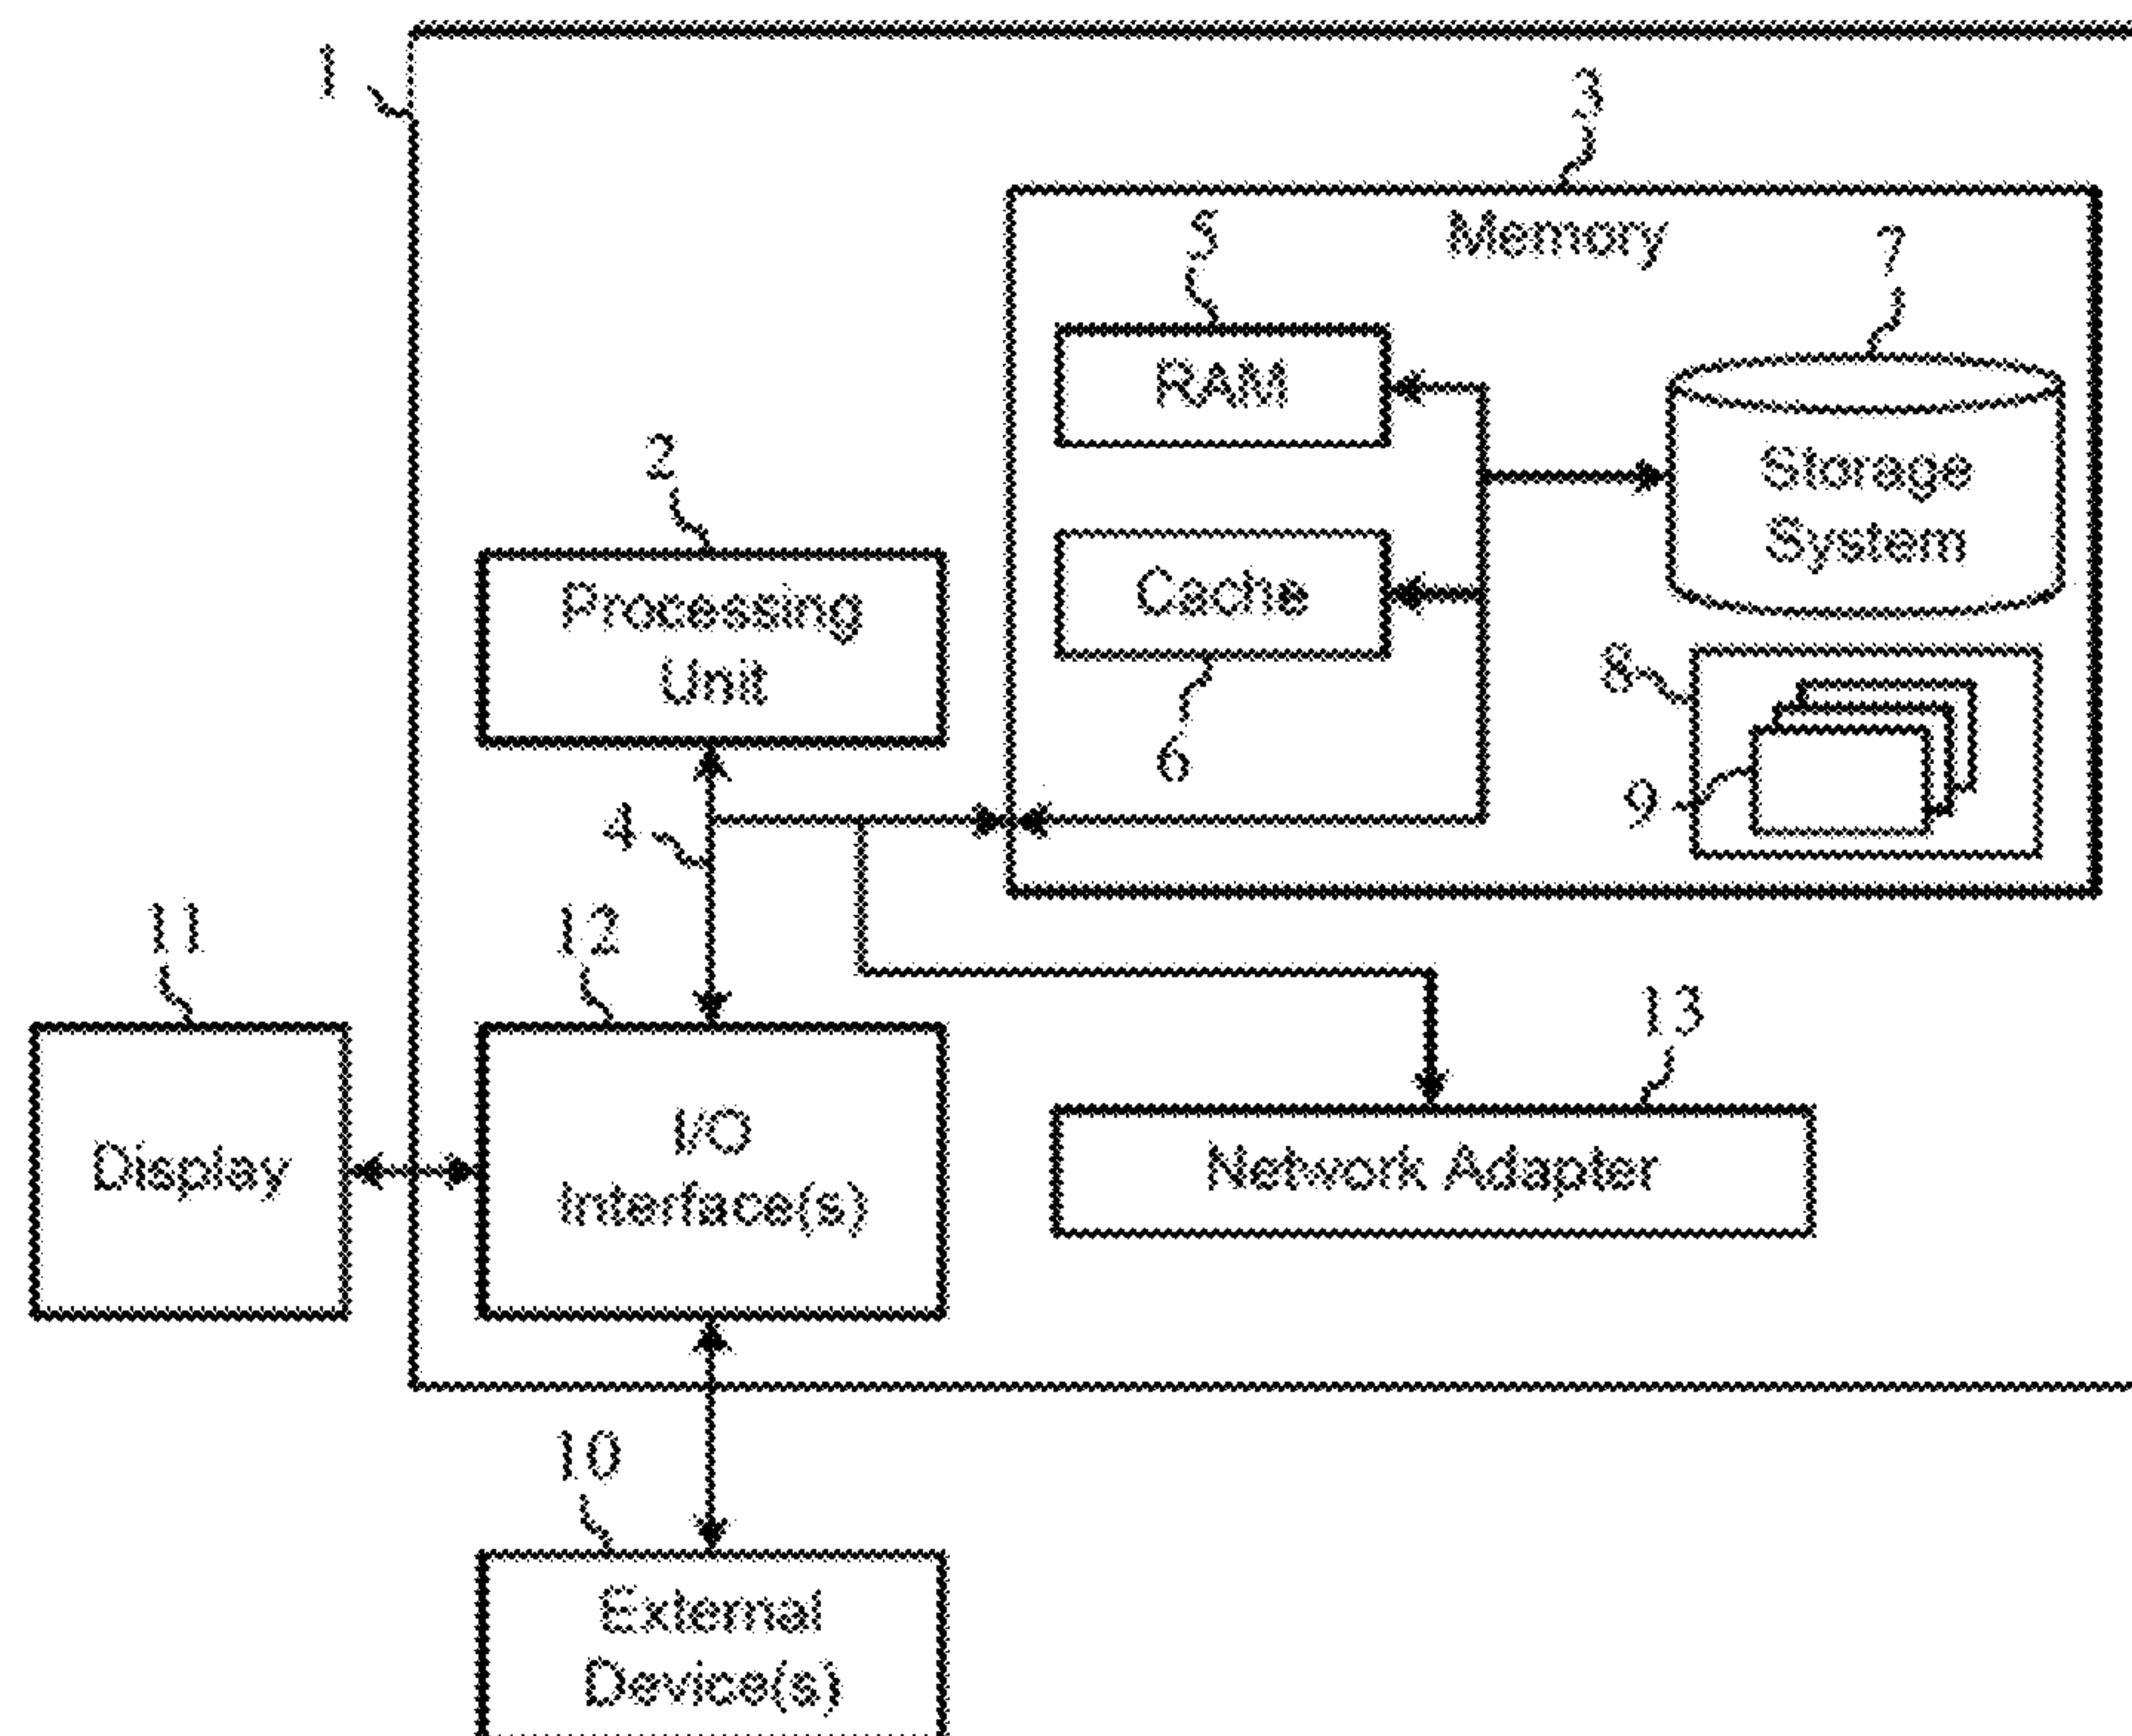 1
3
Memory
5
7
RAM
Storage
System
2
Processing
Unit
Cache
6
8
9
4
12
11
13
Display
I/O
Interface(s)
Network Adapter
10
External
Device(s)